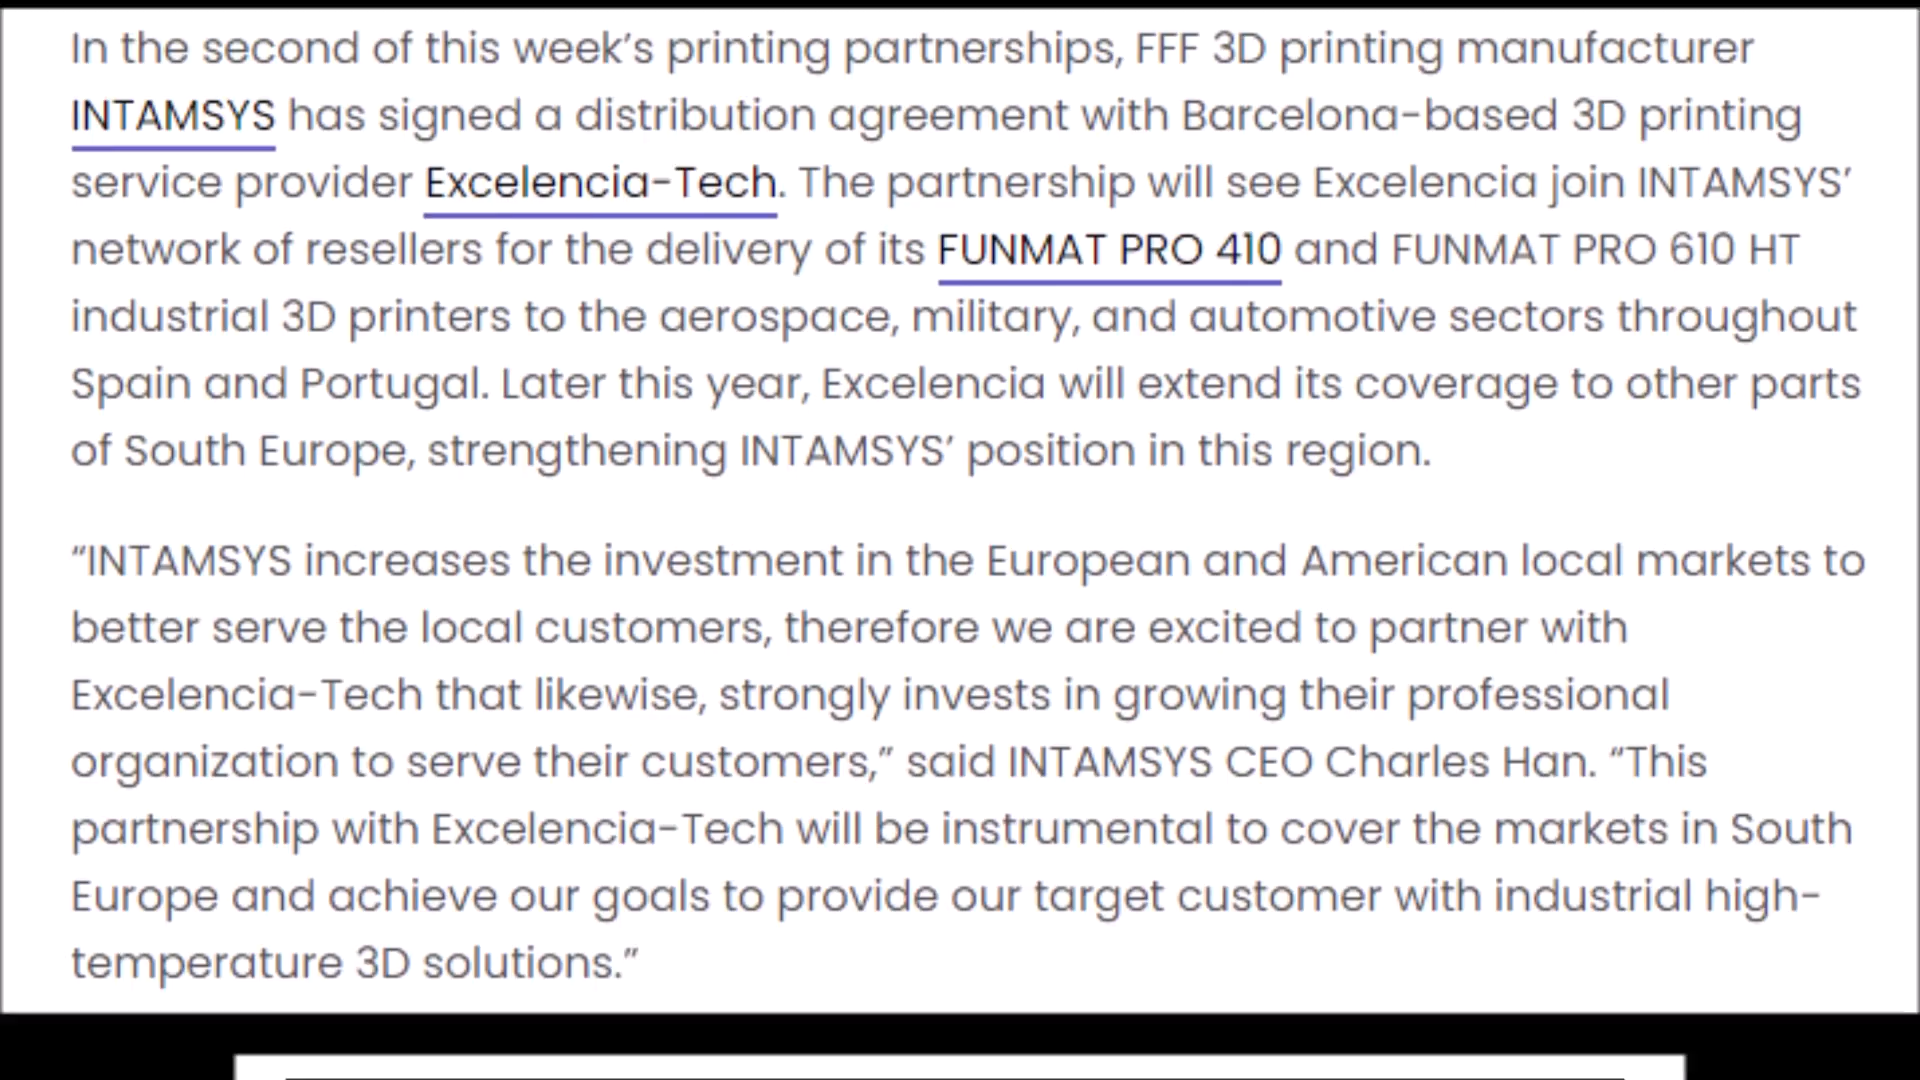 In the second of this week’s printing partnerships, FFF 3D printing manufacturer
INTAMSYS has signed a distribution agreement with Barcelona-based 3D printing
service provider Excelencia-Tech. The partnership will see Excelencia join INTAMSYS’
network of resellers for the delivery of its FUNMAT PRO 410 and FUNMAT PRO 610 HT
industrial 3D printers to the aerospace, military, and automotive sectors throughout
Spain and Portugal. Later this year, Excelencia will extend its coverage to other parts
of South Europe, strengthening INTAMSYS’ position in this region.
“INTAMSYS increases the investment in the European and American local markets to
better serve the local customers, therefore we are excited to partner with
Excelencia-Tech that likewise, strongly invests in growing their professional
organization to serve their customers,” said INTAMSYS CEO Charles Han. “This
partnership with Excelencia-Tech will be instrumental to cover the markets in South
Europe and achieve our goals to provide our target customer with industrial high-
temperature 3D solutions.”